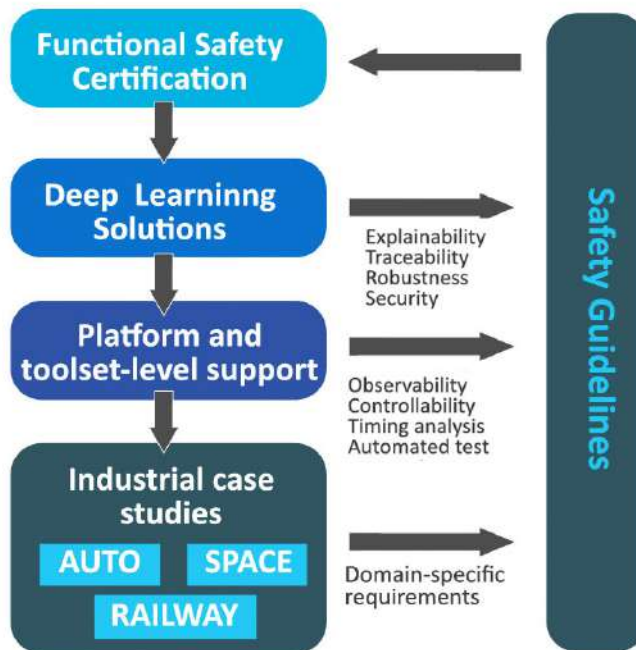 Functional Safety
Certification
Deep Learninng
Solutions
Explainability
Traceability
Robustness
Security
Platform and
toolset-level support
Observability
Controllability
Timing analysis
Automated test
Industrial case
studies
AUTO
SPACE
RAILWAY
Domain-specific
requirements
Safety Guidelines